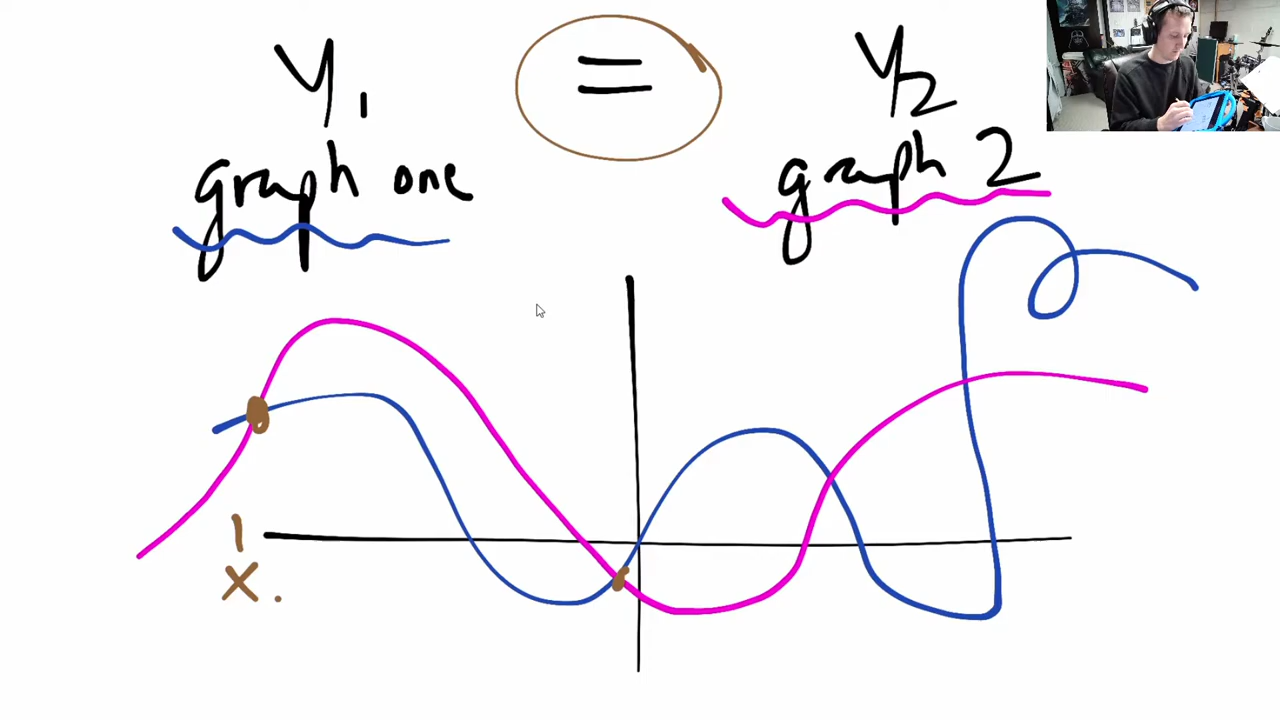 Y₁ = Y₂
graph one graph 2
x.